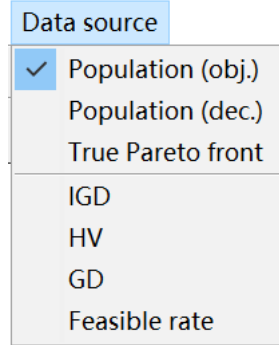 Data source
Population (obj.)
Population (dec.)
True Pareto front
IGD
HV
GD
Feasible rate